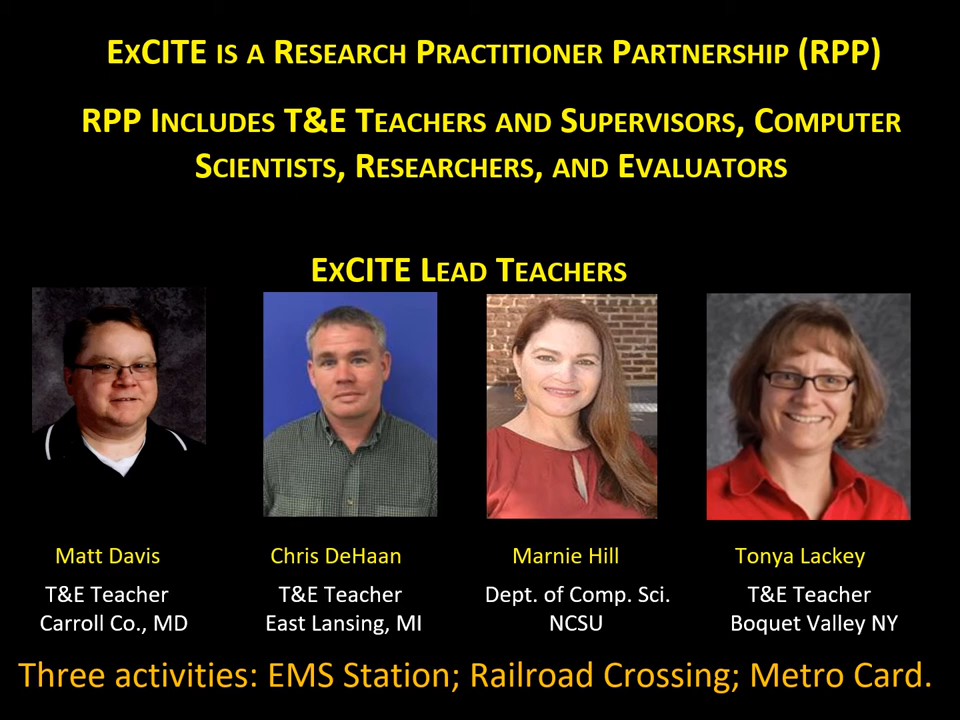 ExCITE is a Research Practitioner Partnership (RPP)
RPP Includes T&E Teachers and Supervisors, Computer
Scientists, Researchers, and Evaluators
ExCITE Lead Teachers
Matt Davis
Chris DeHaan
Marnie Hill
Tonya Lackey
T&E Teacher
Carroll Co., MD
T&E Teacher
East Lansing, MI
Dept. of Comp. Sci.
NCSU
T&E Teacher
Boquet Valley NY
Three activities: EMS Station; Railroad Crossing; Metro Card.